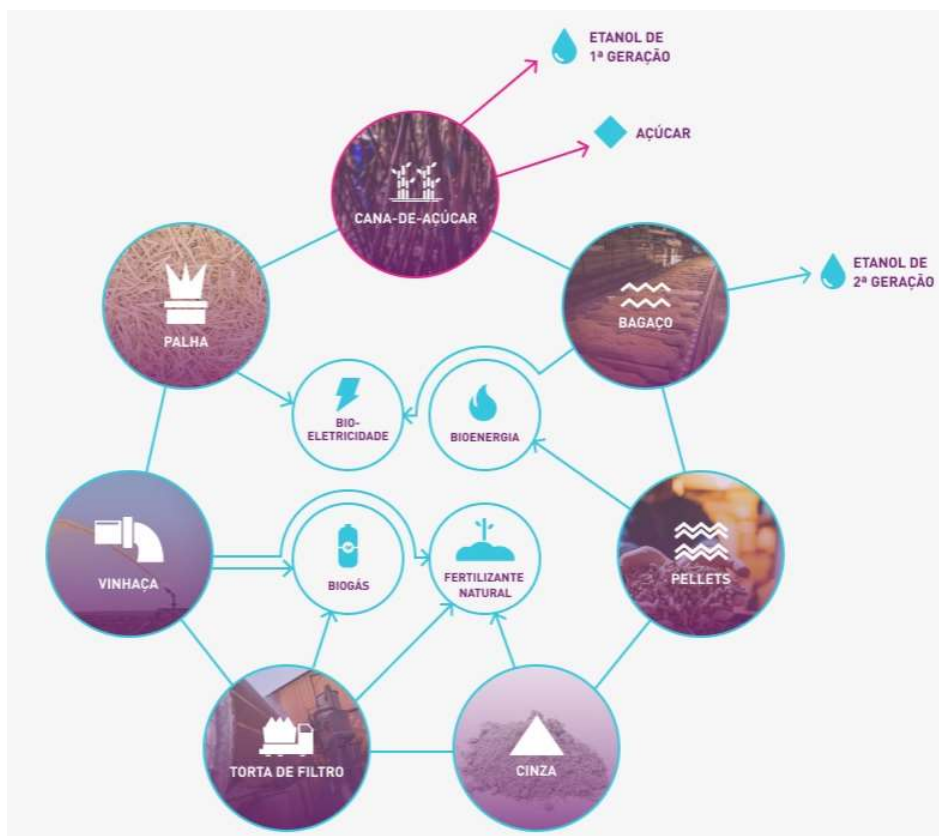 ETANOL DE
1ª GERAÇÃO
AÇÚCAR
CANA-DE-AÇÚCAR
ETANOL DE
2ª GERAÇÃO
BAGAÇO
PALHA
BIO-
ELETRICIDADE
BIOENERGIA
VINHAÇA
BIOGÁS
FERTILIZANTE
NATURAL
PELLETS
TORTA DE FILTRO
CINZA